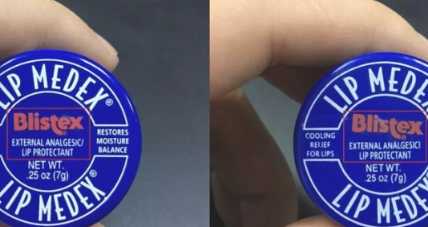 LIP MEDEX®
Blistex
EXTERNAL ANALGESIC/
LIP PROTECTANT
RESTORES
MOISTURE
BALANCE
NET WT.
.25 oz (7g)
LIP MEDEX®
LIP MEDEX
COOLING
RELIEF
FOR LIPS
Blistex
EXTERNAL ANALGESIC/
LIP PROTECTANT
NET WT.
.25 oz (7g)
LIP MEDEX